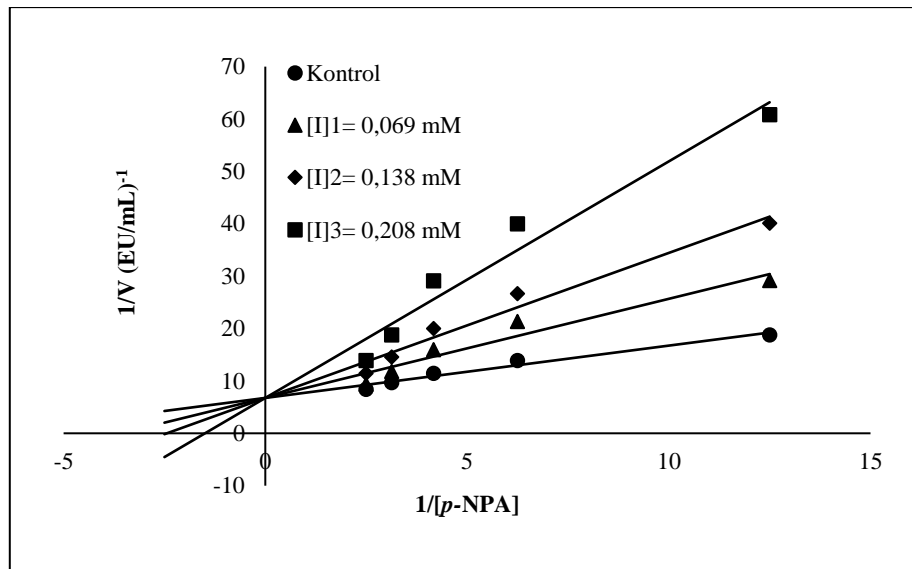 70
60
50
40
30
20
10
0
-10
-5
0
5
10
15
Kontrol
[I]1= 0,069 mM
[I]2= 0,138 mM
[I]3= 0,208 mM
1/V (EU/mL)-1
1/[p-NPA]